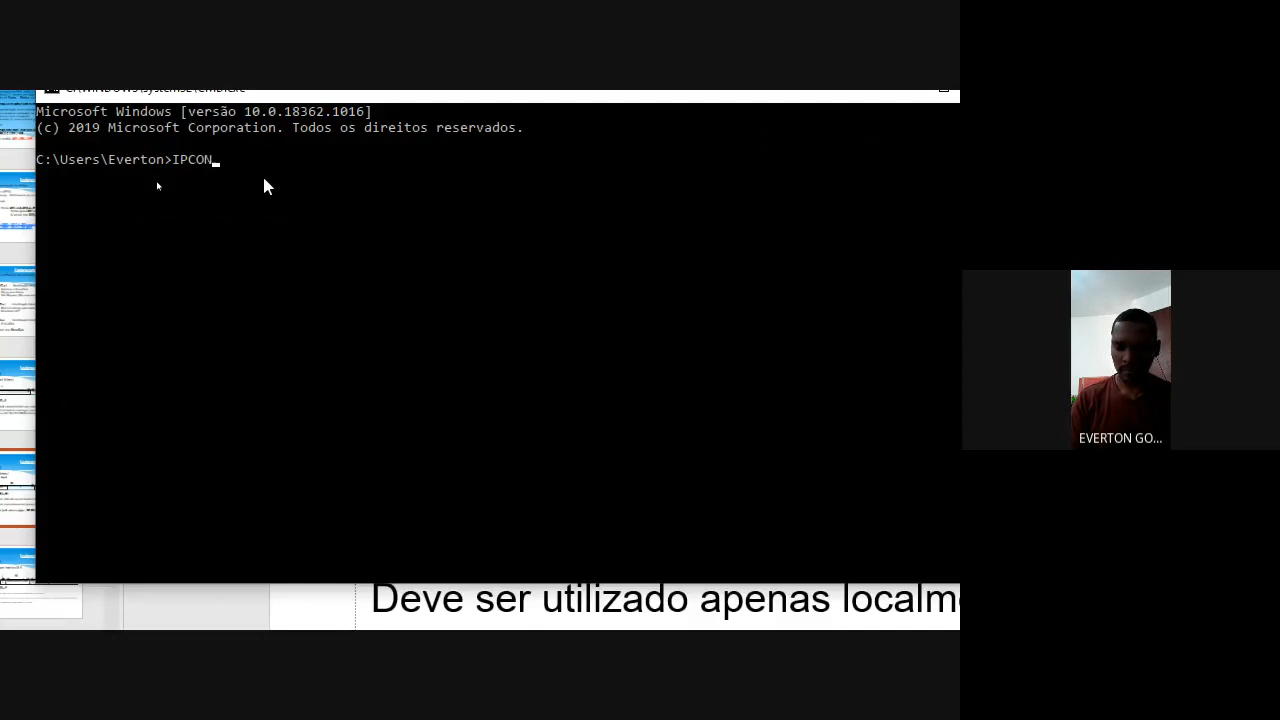 Microsoft Windows [versão 10.0.18362.1016]
(c) 2019 Microsoft Corporation. Todos os direitos reservados.
C:\Users\Everton>IPCON
EVERTON GO...
Deve ser utilizado apenas localm